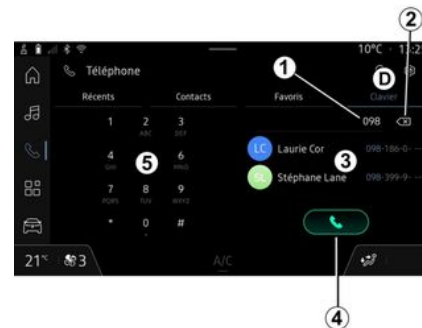 2
10°C 13:25
Téléphone
1
D
Récents Contacts Favoris Clavier
1 2 3 098
ABC DEF
LC Laurie Cor 098-186-0- --
4 5 6 3
GHI MNO
SL Stéphane Lane 098-399-9- --
7 8 9
PQRS TUV WXYZ
* 0 #
+
21°c 3 A/C
4